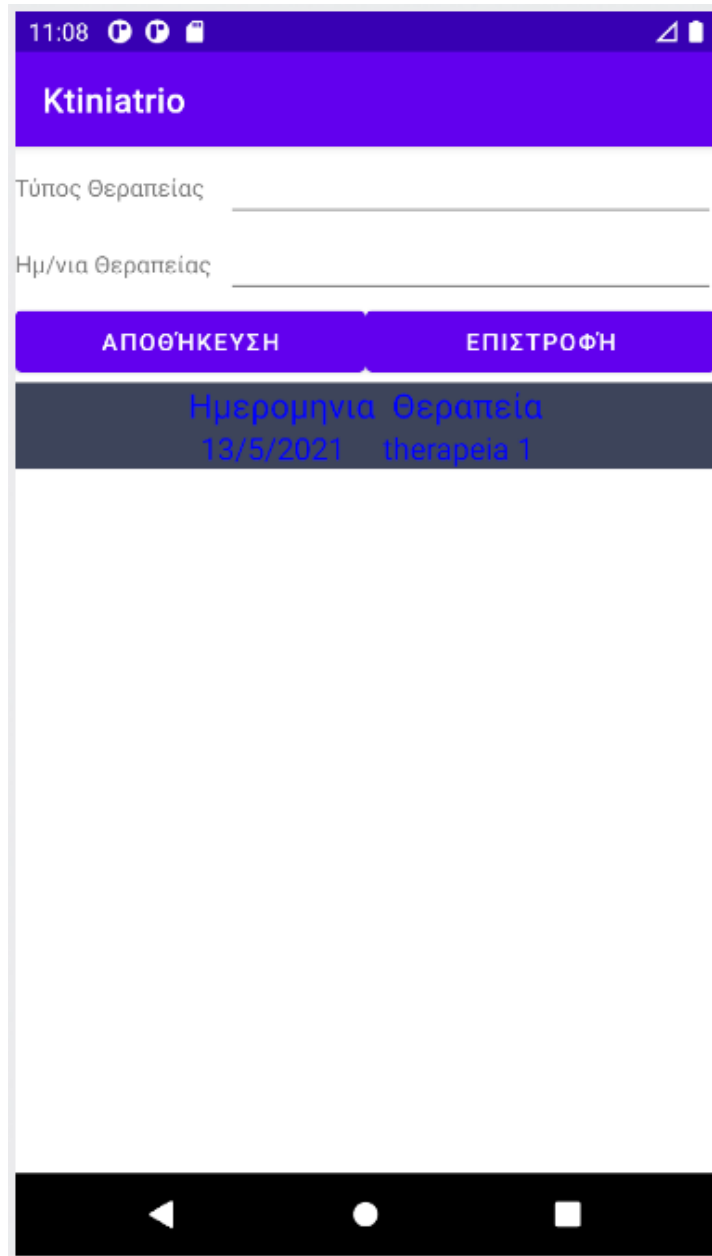 11:08
Ktiniatrio
Τύπος Θεραπείας
Ημ/νια Θεραπείας
ΑΠΟΘΉΚΕΥΣΗ ΕΠΙΣΤΡΟΦΉ
Ημερομηνια Θεραπεία
13/5/2021 therapeia 1